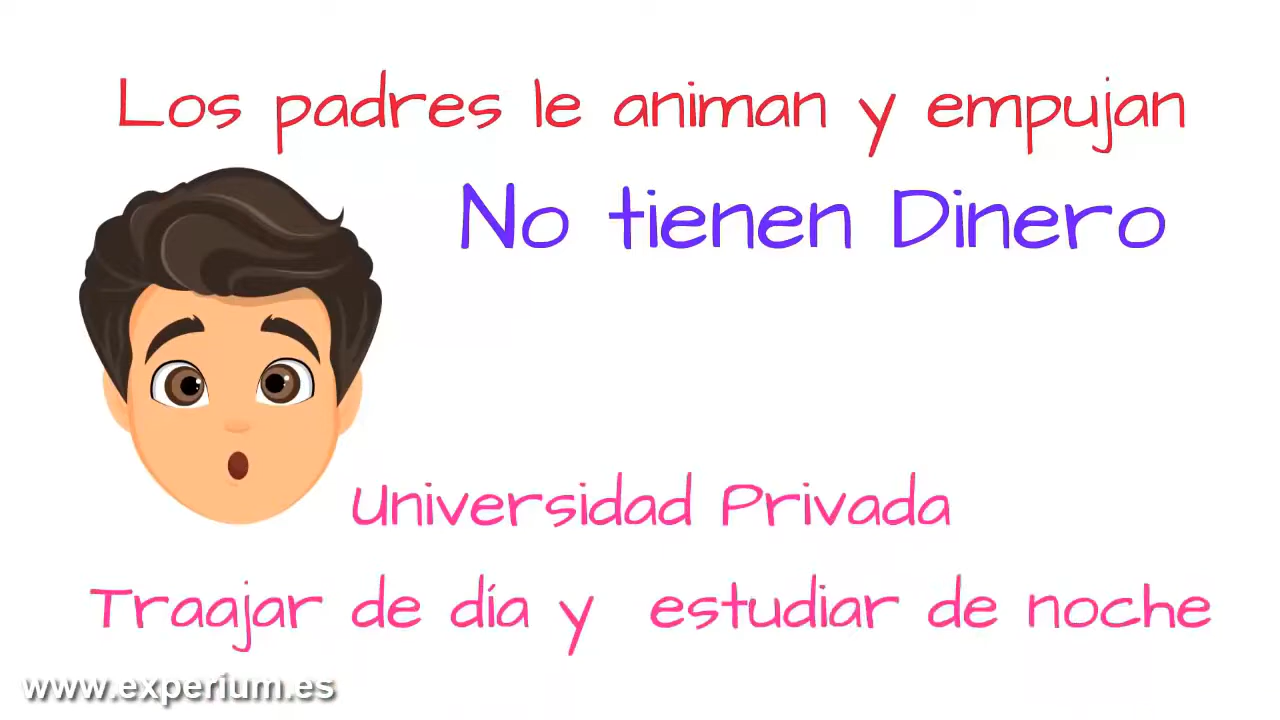 Los padres le animan y empujan
No tienen Dinero
Universidad Privada
Traajar de día y estudiar de noche
www.experium.es